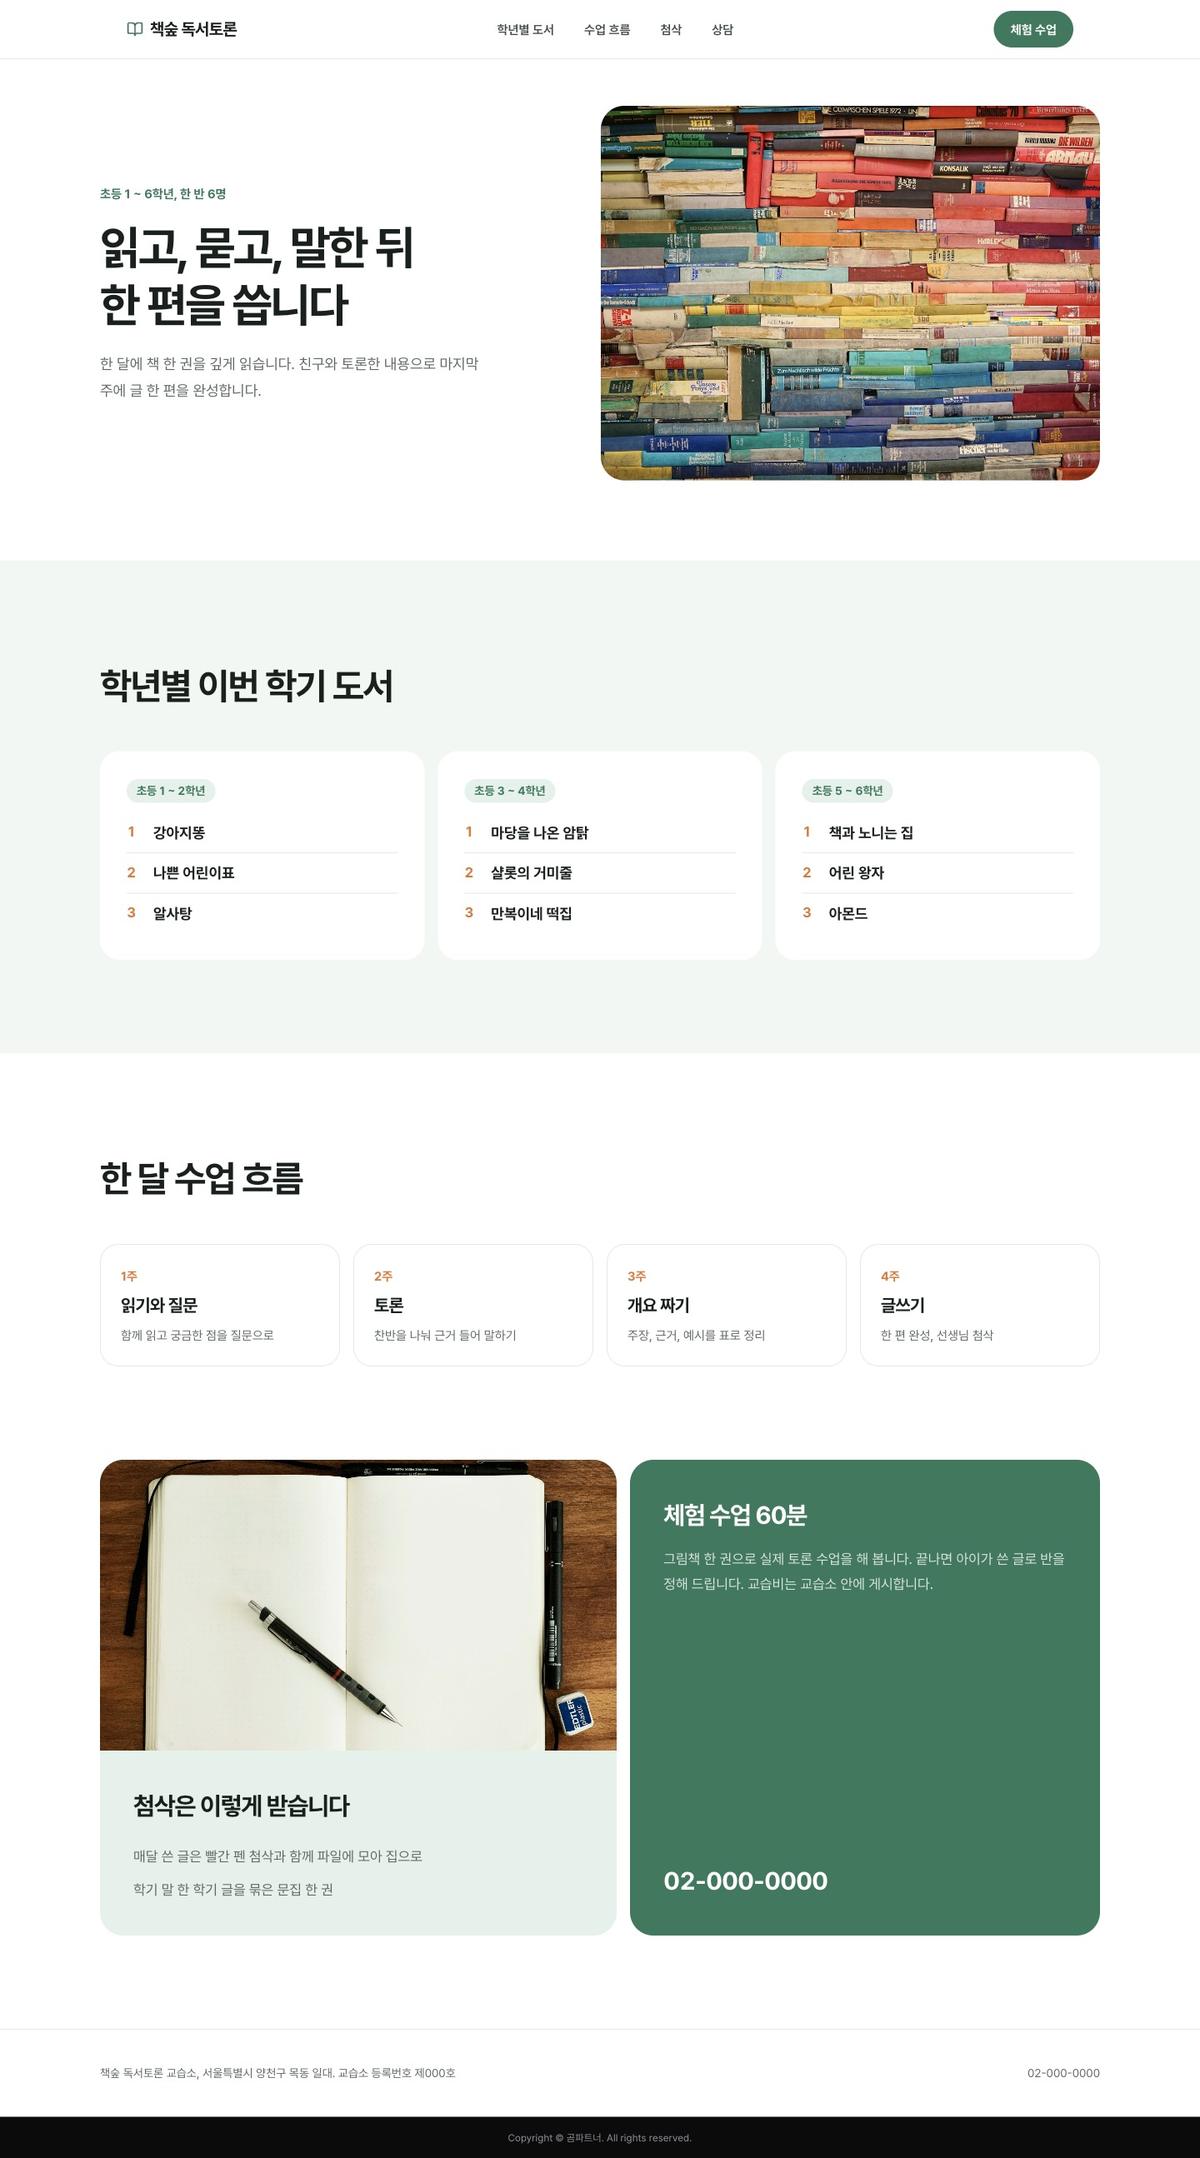 책숲 독서토론
학년별 도서
수업 흐름
첨삭
상담
체험 수업
초등 1 ~ 6학년, 한 반 6명
읽고, 묻고, 말한 뒤
한 편을 씁니다
한 달에 책 한 권을 깊게 읽습니다. 친구와 토론한 내용으로 마지막
주에 글 한 편을 완성합니다.
KONSALIK
DIE WILDEN
학년별 이번 학기 도서
초등 1 ~ 2학년
1 강아지똥
2 나쁜 어린이표
3 알사탕
초등 3 ~ 4학년
1 마당을 나온 암탉
2 샬롯의 거미줄
3 만복이네 떡집
초등 5 ~ 6학년
1 책과 노니는 집
2 어린 왕자
3 아몬드
한 달 수업 흐름
1주
읽기와 질문
함께 읽고 궁금한 점을 질문으로
2주
토론
찬반을 나눠 근거 들어 말하기
3주
개요 짜기
주장, 근거, 예시를 표로 정리
4주
글쓰기
한 편 완성, 선생님 첨삭
첨삭은 이렇게 받습니다
매달 쓴 글은 빨간 펜 첨삭과 함께 파일에 모아 집으로
학기 말 한 학기 글을 묶은 문집 한 권
체험 수업 60분
그림책 한 권으로 실제 토론 수업을 해 봅니다. 끝나면 아이가 쓴 글로 반을
정해 드립니다. 교습비는 교습소 안에 게시합니다.
02-000-0000
책숲 독서토론 교습소, 서울특별시 양천구 목동 일대. 교습소 등록번호 제000호
02-000-0000
Copyright © 곰파트너. All rights reserved.